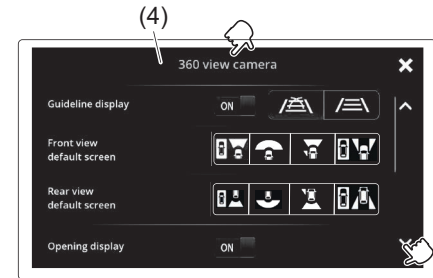 (4)
360 view camera
Guideline display ON
Front view
default screen
Rear view
default screen
Opening display ON